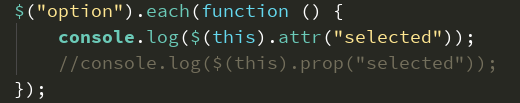 $("option").each(function () {
    console.log($(this).attr("selected"));
    //console.log($(this).prop("selected"));
});